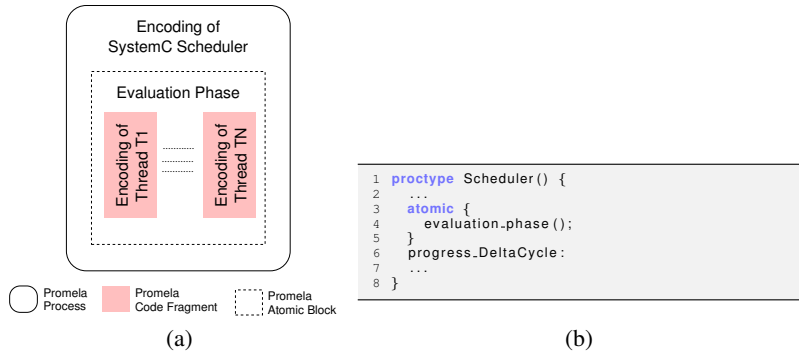 Encoding of
SystemC Scheduler
Evaluation Phase
Encoding of
Thread T1
Encoding of
Thread TN
Promela
Process
Promela
Code Fragment
Promela
Atomic Block
(a)
1 proctype Scheduler() {
2 ...
3 atomic {
4 evaluation_phase();
5 }
6 progress_DeltaCycle:
7 ...
8 }
(b)